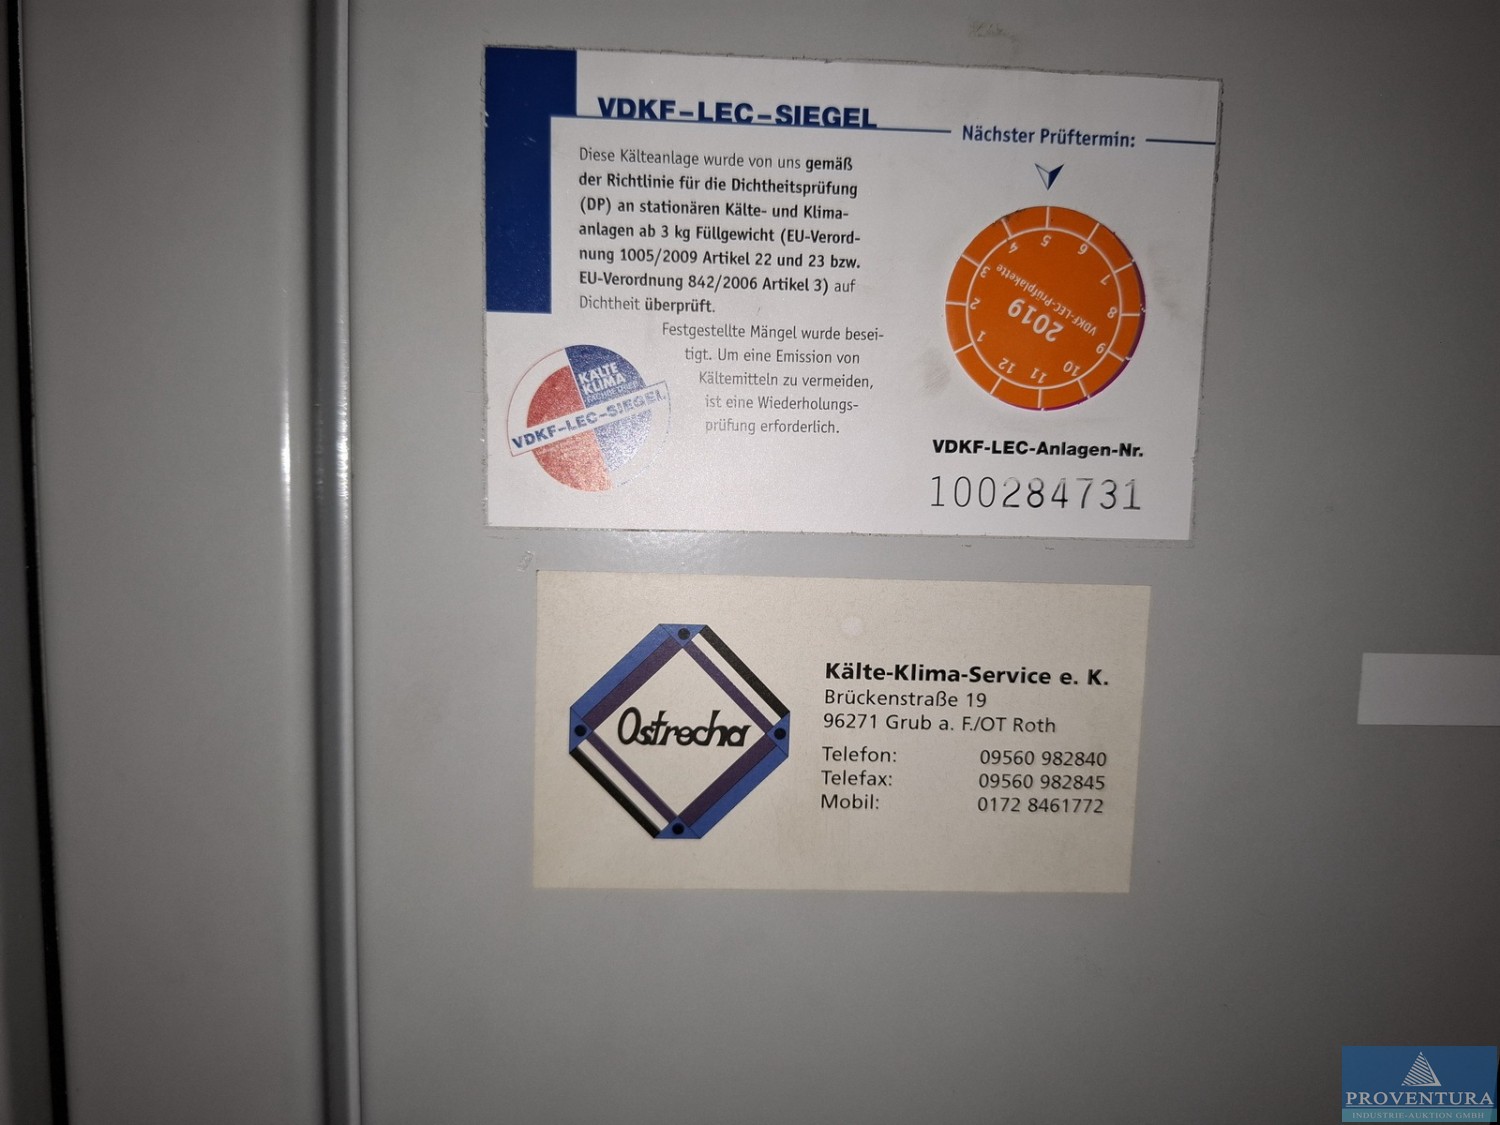 VDKF-LEC-SIEGEL
Nächster Prüftermin:
Diese Kälteanlage wurde von uns gemäß
der Richtlinie für die Dichtheitsprüfung
(DP) an stationären Kälte- und Klima-
anlagen ab 3 kg Füllgewicht (EU-Verord-
nung 1005/2009 Artikel 22 und 23 bzw.
EU-Verordnung 842/2006 Artikel 3) auf
Dichtheit überprüft.
Festgestellte Mängel wurde besei-
tigt. Um eine Emission von
Kältemitteln zu vermeiden,
ist eine Wiederholungs-
prüfung erforderlich.
KÄLTE
KLIMA
VDKF-LEC-SIEGEL
1 2 3 4 5 6 7 8 9 10 11 12
VDKF-LEC-Prüfplakette
2019
VDKF-LEC-Anlagen-Nr.
100284731
Ostrecha
Kälte-Klima-Service e. K.
Brückenstraße 19
96271 Grub a. F./OT Roth
Telefon: 09560 982840
Telefax: 09560 982845
Mobil: 0172 8461772
PROVENTURA
INDUSTRIE-AUKTION GMBH